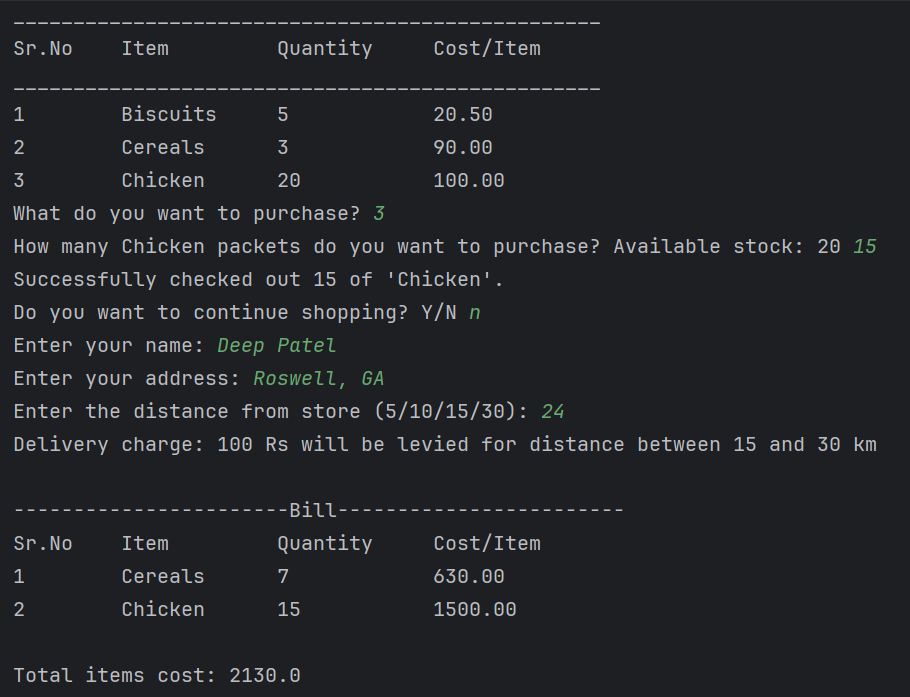 _________________________________________________
Sr.No    Item         Quantity     Cost/Item
_________________________________________________
1        Biscuits     5            20.50
2        Cereals      3            90.00
3        Chicken      20           100.00
What do you want to purchase? 3
How many Chicken packets do you want to purchase? Available stock: 20 15
Successfully checked out 15 of 'Chicken'.
Do you want to continue shopping? Y/N n
Enter your name: Deep Patel
Enter your address: Roswell, GA
Enter the distance from store (5/10/15/30): 24
Delivery charge: 100 Rs will be levied for distance between 15 and 30 km
-----------------------Bill------------------------
Sr.No    Item         Quantity     Cost/Item
1        Cereals      7            630.00
2        Chicken      15           1500.00
Total items cost: 2130.0